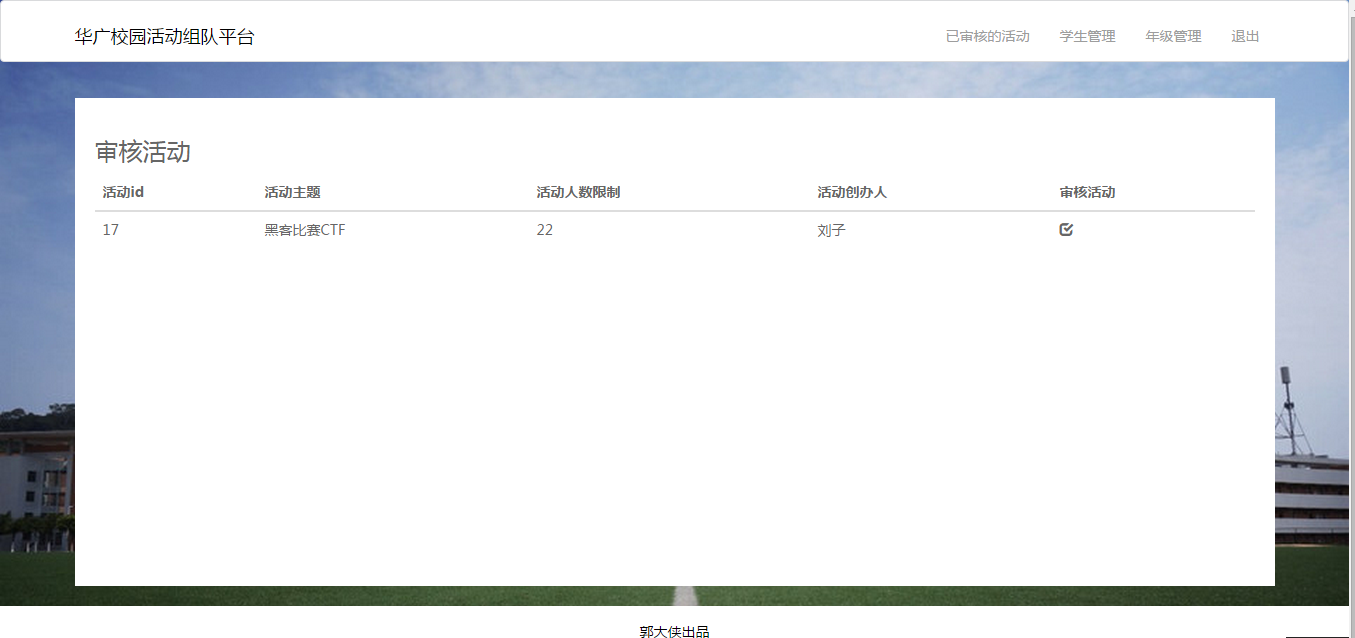 华广校园活动组队平台 已审核的活动 学生管理 年级管理 退出
审核活动
活动id 活动主题 活动人数限制 活动创办人 审核活动
17 黑客比赛CTF 22 刘子
郭大侠出品